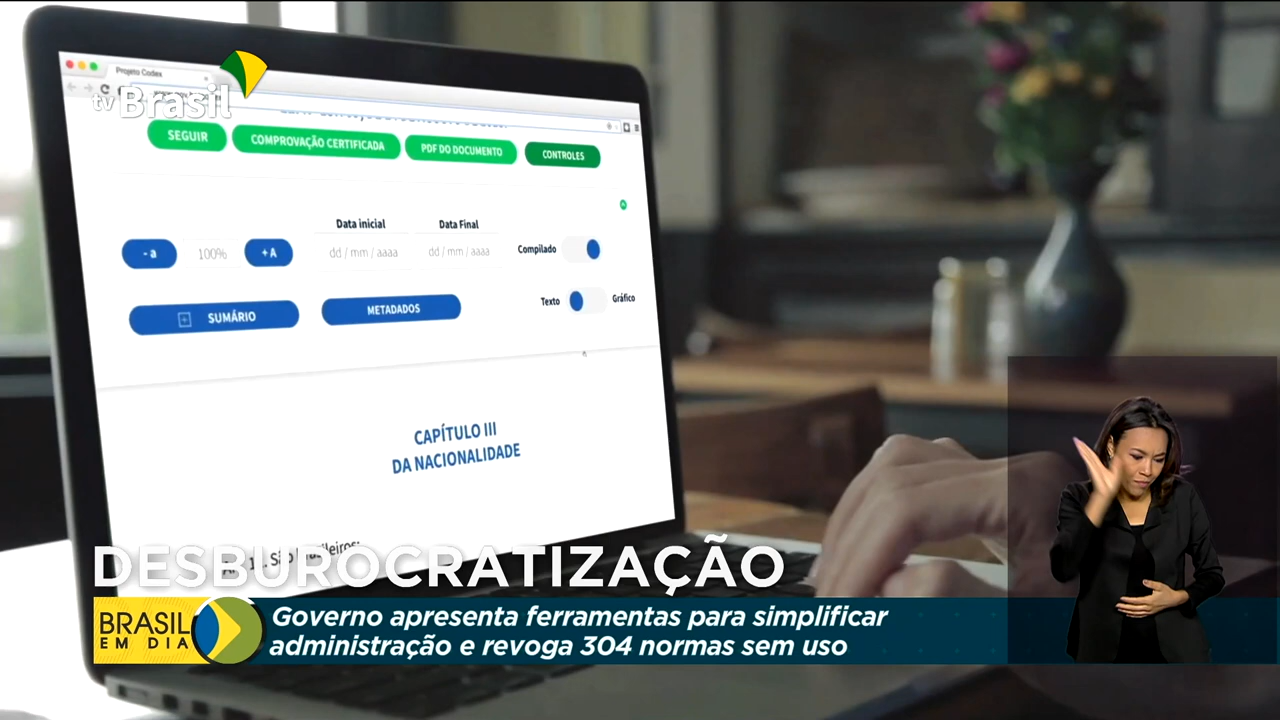 Projeto Codex
tv Brasil
SEGUIR
COMPROVAÇÃO CERTIFICADA
PDF DO DOCUMENTO
CONTROLES
Data inicial
Data Final
- a
100%
+ A
dd / mm / aaaa
dd / mm / aaaa
Compilado
Texto
Gráfico
SUMÁRIO
METADADOS
CAPÍTULO III
DA NACIONALIDADE
São brasileiros:
DESBUROCRATIZAÇÃO
BRASIL
EM DIA
Governo apresenta ferramentas para simplificar
administração e revoga 304 normas sem uso